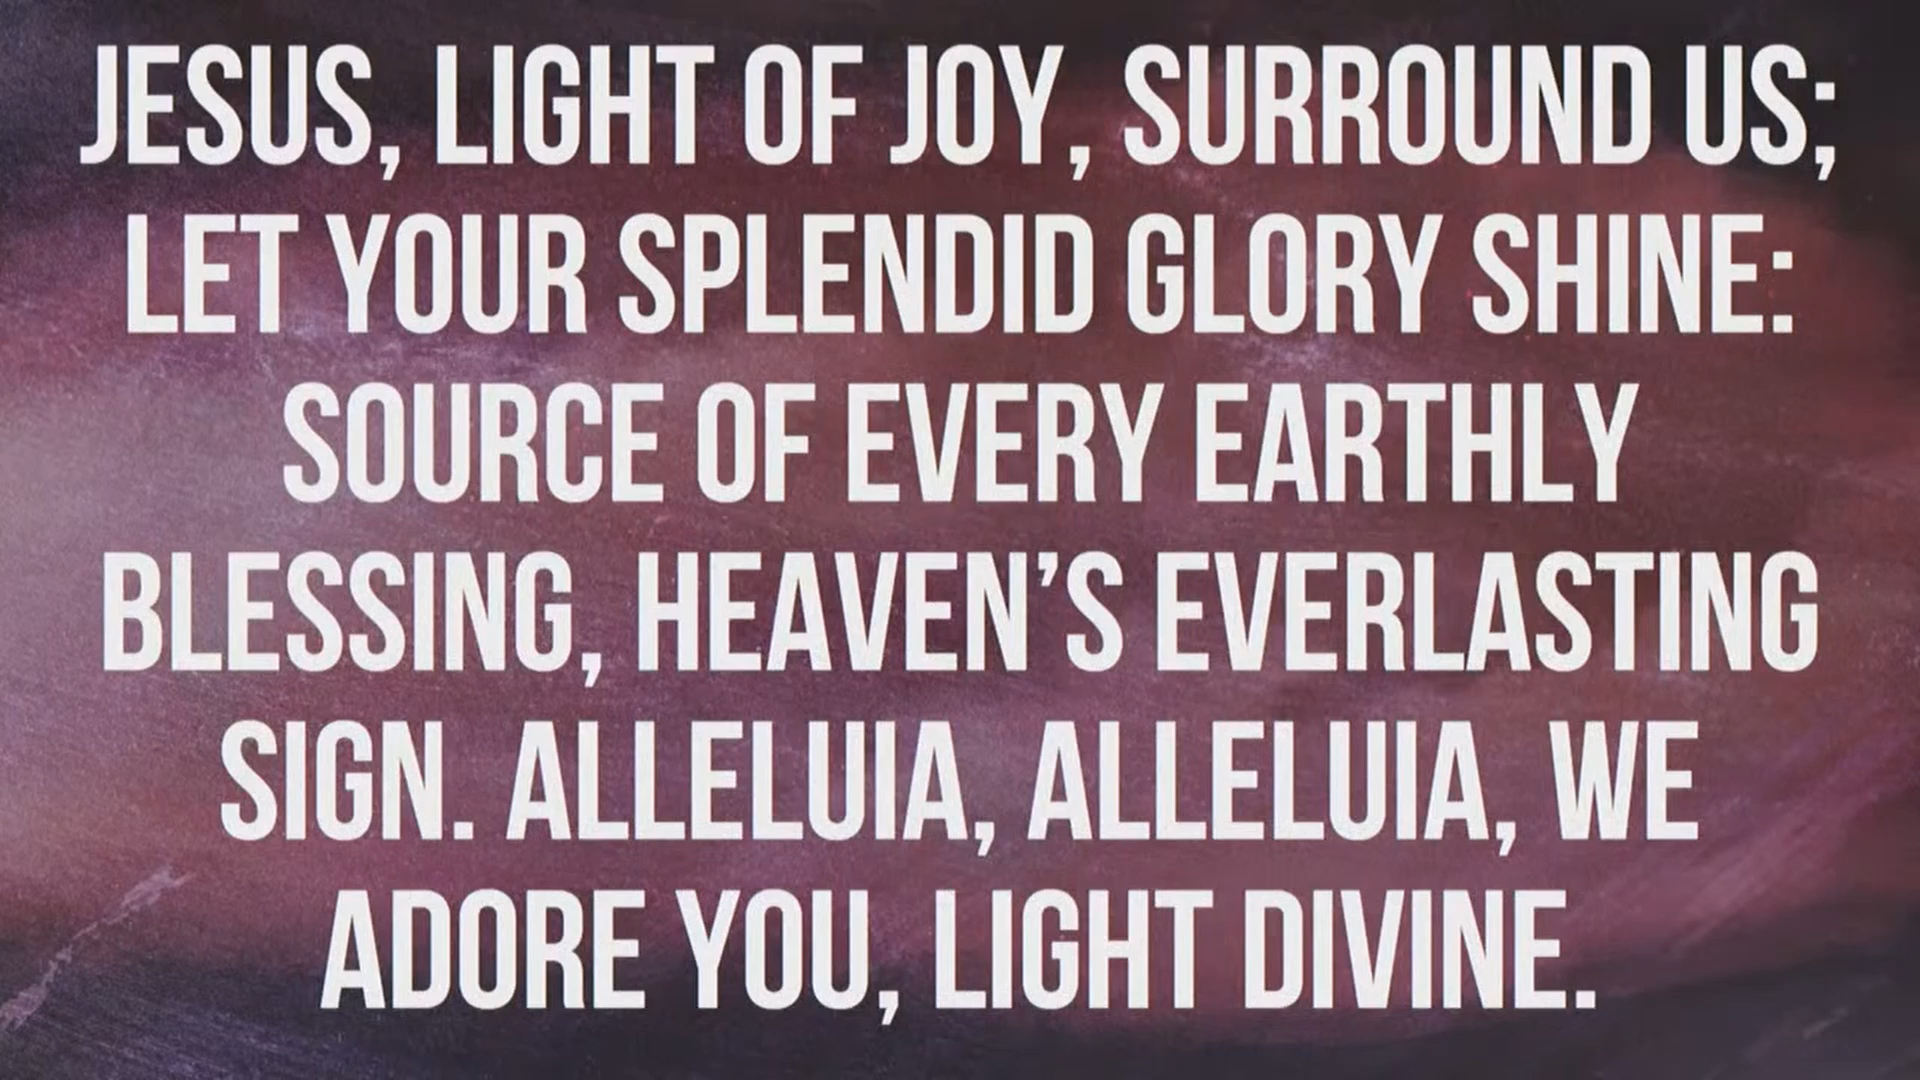 JESUS, LIGHT OF JOY, SURROUND US;
LET YOUR SPLENDID GLORY SHINE:
SOURCE OF EVERY EARTHLY
BLESSING, HEAVEN’S EVERLASTING
SIGN. ALLELUIA, ALLELUIA, WE
ADORE YOU, LIGHT DIVINE.